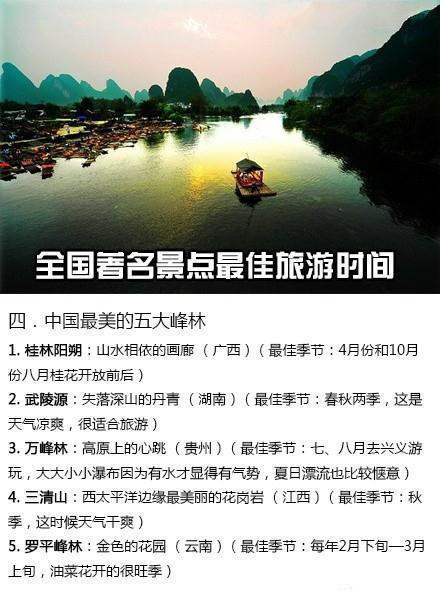 全国著名景点最佳旅游时间
四．中国最美的五大峰林
1. 桂林阳朔：山水相依的画廊（广西）（最佳季节：4月份和10月
份八月桂花开放前后）
2. 武陵源：失落深山的丹青（湖南）（最佳季节：春秋两季，这是
天气凉爽，很适合旅游）
3. 万峰林：高原上的心跳（贵州）（最佳季节：七、八月去兴义游
玩，大大小小瀑布因为有水才显得有气势，夏日漂流也比较惬意）
4. 三清山：西太平洋边缘最美丽的花岗岩（江西）（最佳季节：秋
季，这时候天气干爽）
5. 罗平峰林：金色的花园（云南）（最佳季节：每年2月下旬—3月
上旬，油菜花开的很旺季）